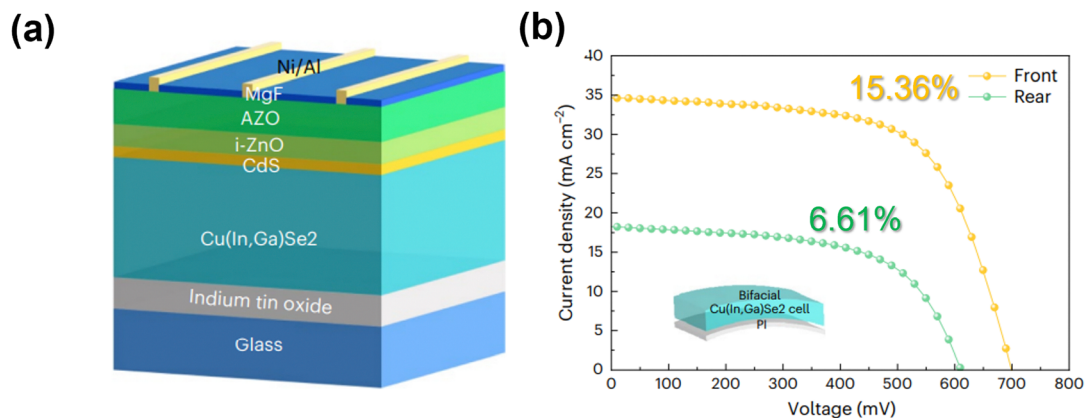 (a)
Ni/Al
MgF
AZO
i-ZnO
CdS
Cu(In,Ga)Se2
Indium tin oxide
Glass
(b)
40
35
30
25
20
15
10
5
0
Current density (mA cm⁻²)
15.36%
Front
Rear
6.61%
Bifacial
Cu(In,Ga)Se2 cell
PI
0 100 200 300 400 500 600 700 800
Voltage (mV)